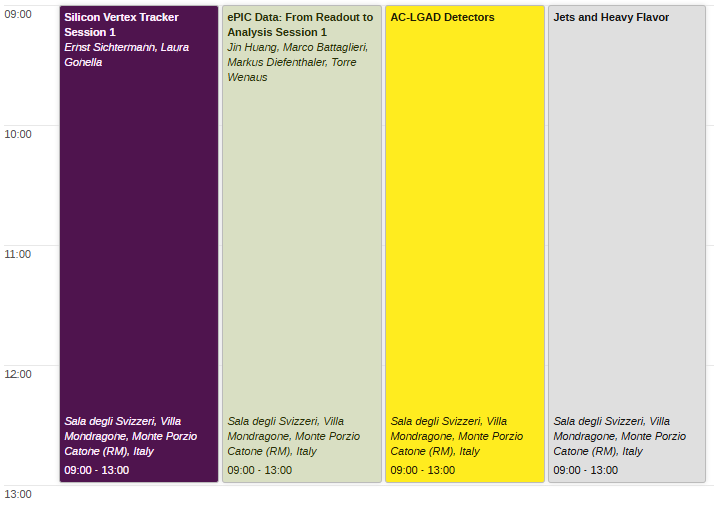 09:00
10:00
11:00
12:00
13:00
Silicon Vertex Tracker
Session 1
Ernst Sichtermann, Laura
Gonella
Sala degli Svizzeri, Villa
Mondragone, Monte Porzio
Catone (RM), Italy
09:00 - 13:00
ePIC Data: From Readout to
Analysis Session 1
Jin Huang, Marco Battaglieri,
Markus Diefenthaler, Torre
Wenaus
Sala degli Svizzeri, Villa
Mondragone, Monte Porzio
Catone (RM), Italy
09:00 - 13:00
AC-LGAD Detectors
Sala degli Svizzeri, Villa
Mondragone, Monte Porzio
Catone (RM), Italy
09:00 - 13:00
Jets and Heavy Flavor
Sala degli Svizzeri, Villa
Mondragone, Monte Porzio
Catone (RM), Italy
09:00 - 13:00